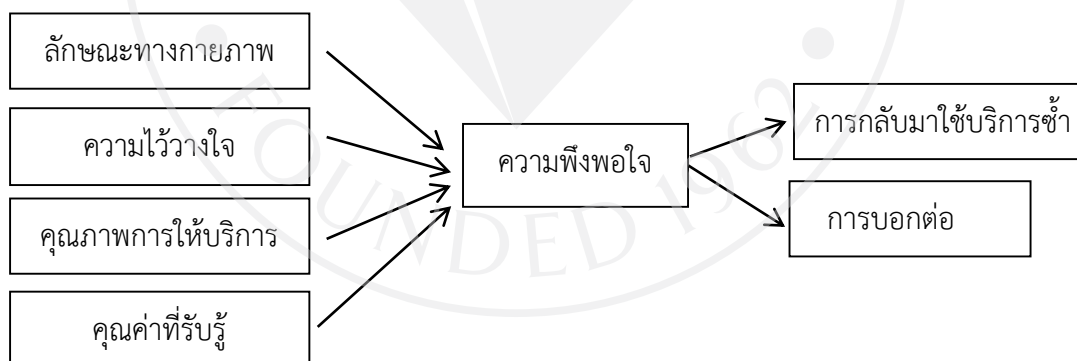 ลักษณะทางกายภาพ
ความไว้วางใจ
คุณภาพการให้บริการ
คุณค่าที่รับรู้
ความพึงพอใจ
การกลับมาใช้บริการซ้ำ
การบอกต่อ
FOUNDED 1962